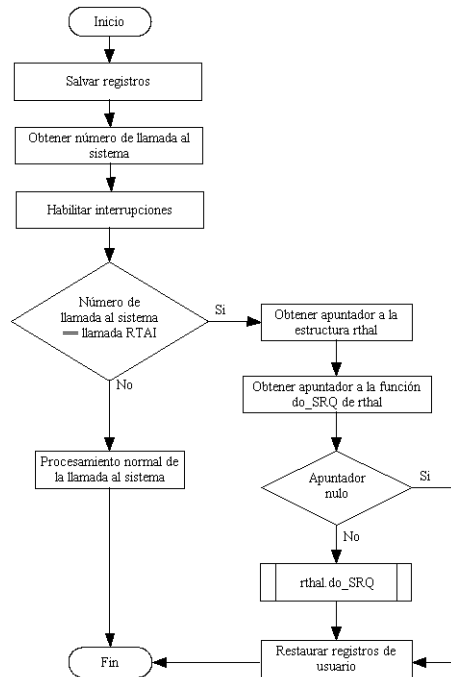 Inicio
Salvar registros
Obtener número de llamada al
sistema
Habilitar interrupciones
Número de
llamada al sistema
== llamada RTAI
Si
No
Obtener apuntador a la
estructura rthal
Obtener apuntador a la función
do_SRQ de rthal
Procesamiento normal de
la llamada al sistema
Apuntador
nulo
Si
No
rthal.do_SRQ
Restaurar registros de
usuario
Fin